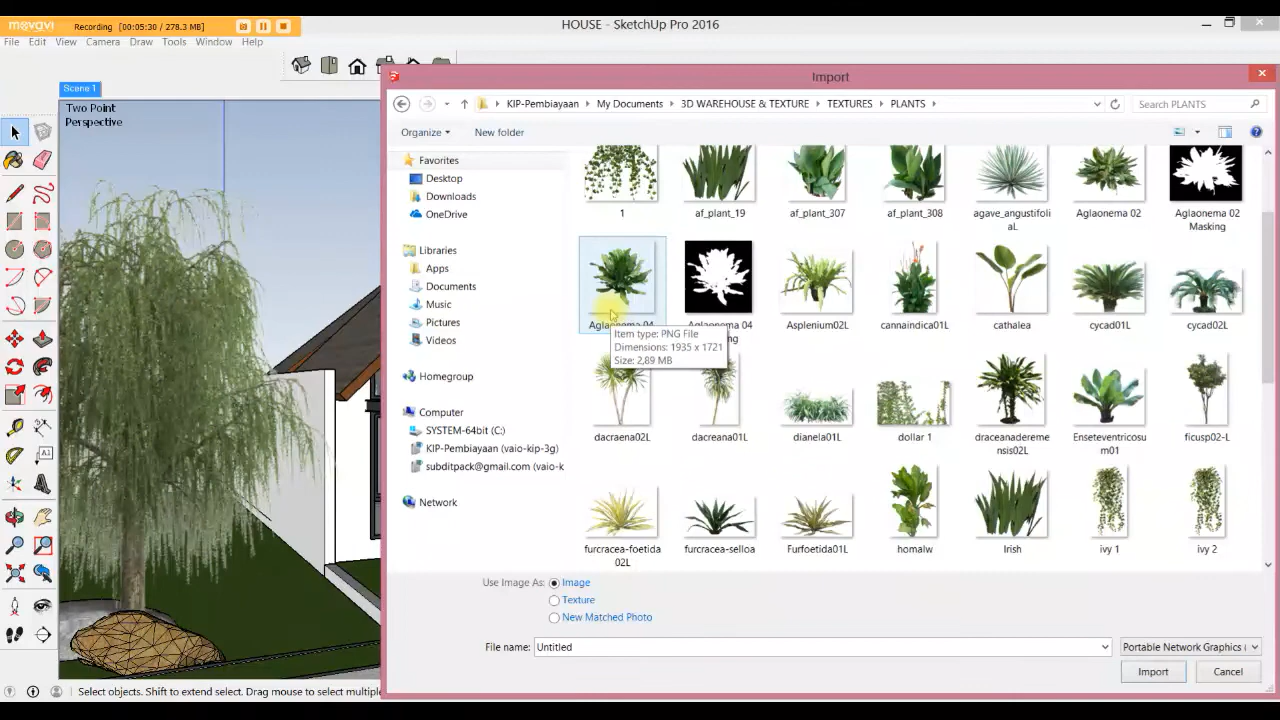 movavi Recording [00:05:30 / 278.3 MB]
HOUSE - SketchUp Pro 2016
File Edit View Camera Draw Tools Window Help
Scene 1
Two Point
Perspective
Import
KIP-Pembiayaan My Documents 3D WAREHOUSE & TEXTURE TEXTURES PLANTS
Search PLANTS
Organize New folder
Favorites
Desktop
Downloads
OneDrive
Libraries
Apps
Documents
Music
Pictures
Videos
Homegroup
Computer
SYSTEM-64bit (C:)
KIP-Pembiayaan (vaio-kip-3g)
subditpack@gmail.com (vaio-k
Network
1 af_plant_19 af_plant_307 af_plant_308 agave_angustifoli Aglaonema 02 Aglaonema 02
aL Masking
Aglaonema 04 Aglaonema 04 Asplenium02L cannaindica01L cathalea cycad01L cycad02L
Item type: PNG File
Dimensions: 1935 x 1721
Size: 2,89 MB
dacraena02L dacreana01L dianela01L dollar 1 draceanadereme Enseteventricosu ficusp02-L
nsis02L m01
furcracea-foetida furcracea-selloa Furfoetida01L homalw Irish ivy 1 ivy 2
02L
Use Image As: Image
Texture
New Matched Photo
File name: Untitled
Portable Network Graphics (
Import Cancel
Select objects. Shift to extend select. Drag mouse to select multiple